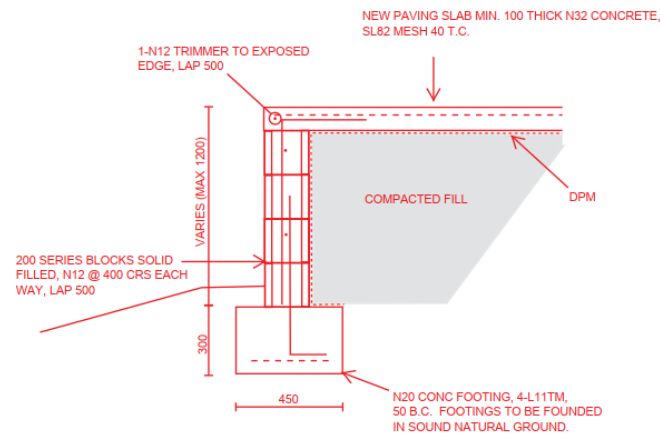 NEW PAVING SLAB MIN. 100 THICK N32 CONCRETE,
SL82 MESH 40 T.C.
1-N12 TRIMMER TO EXPOSED
EDGE, LAP 500
VARIES (MAX 1200)
COMPACTED FILL
DPM
200 SERIES BLOCKS SOLID
FILLED, N12 @ 400 CRS EACH
WAY, LAP 500
300
450
N20 CONC FOOTING, 4-L11TM,
50 B.C. FOOTINGS TO BE FOUNDED
IN SOUND NATURAL GROUND.